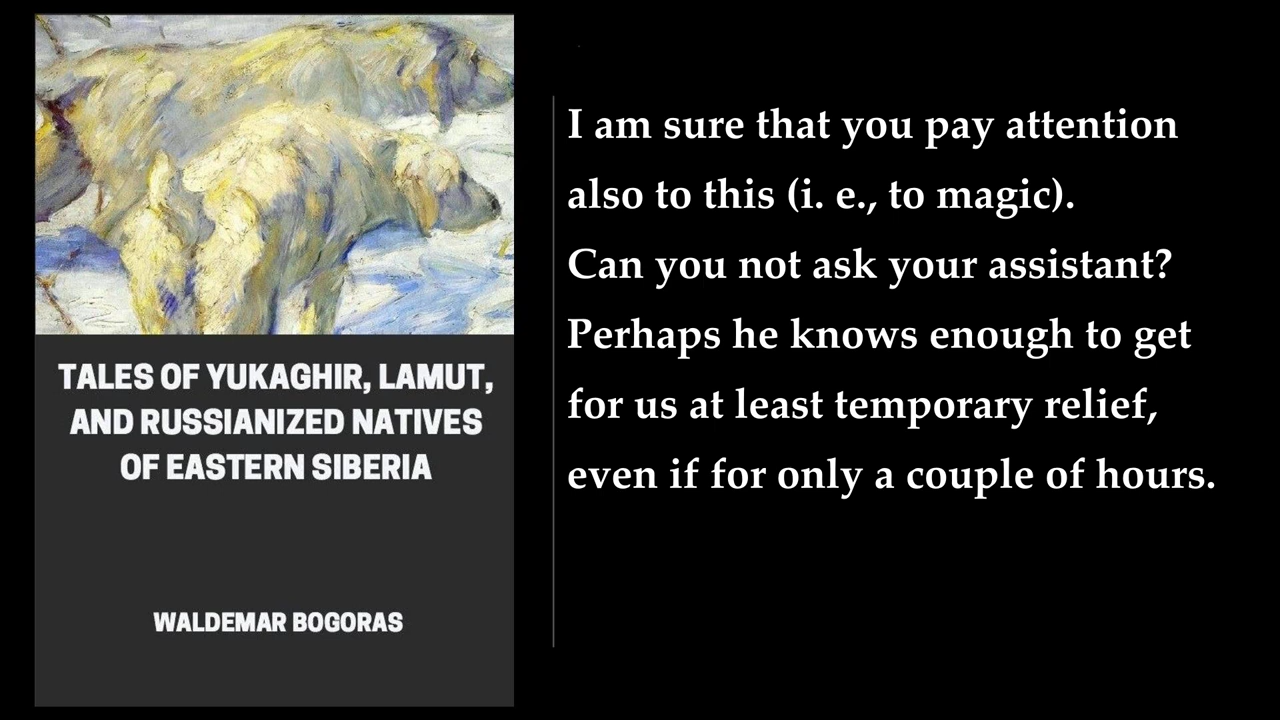 TALES OF YUKAGHIR, LAMUT,
AND RUSSIANIZED NATIVES
OF EASTERN SIBERIA
WALDEMAR BOGORAS
I am sure that you pay attention
also to this (i. e., to magic).
Can you not ask your assistant?
Perhaps he knows enough to get
for us at least temporary relief,
even if for only a couple of hours.